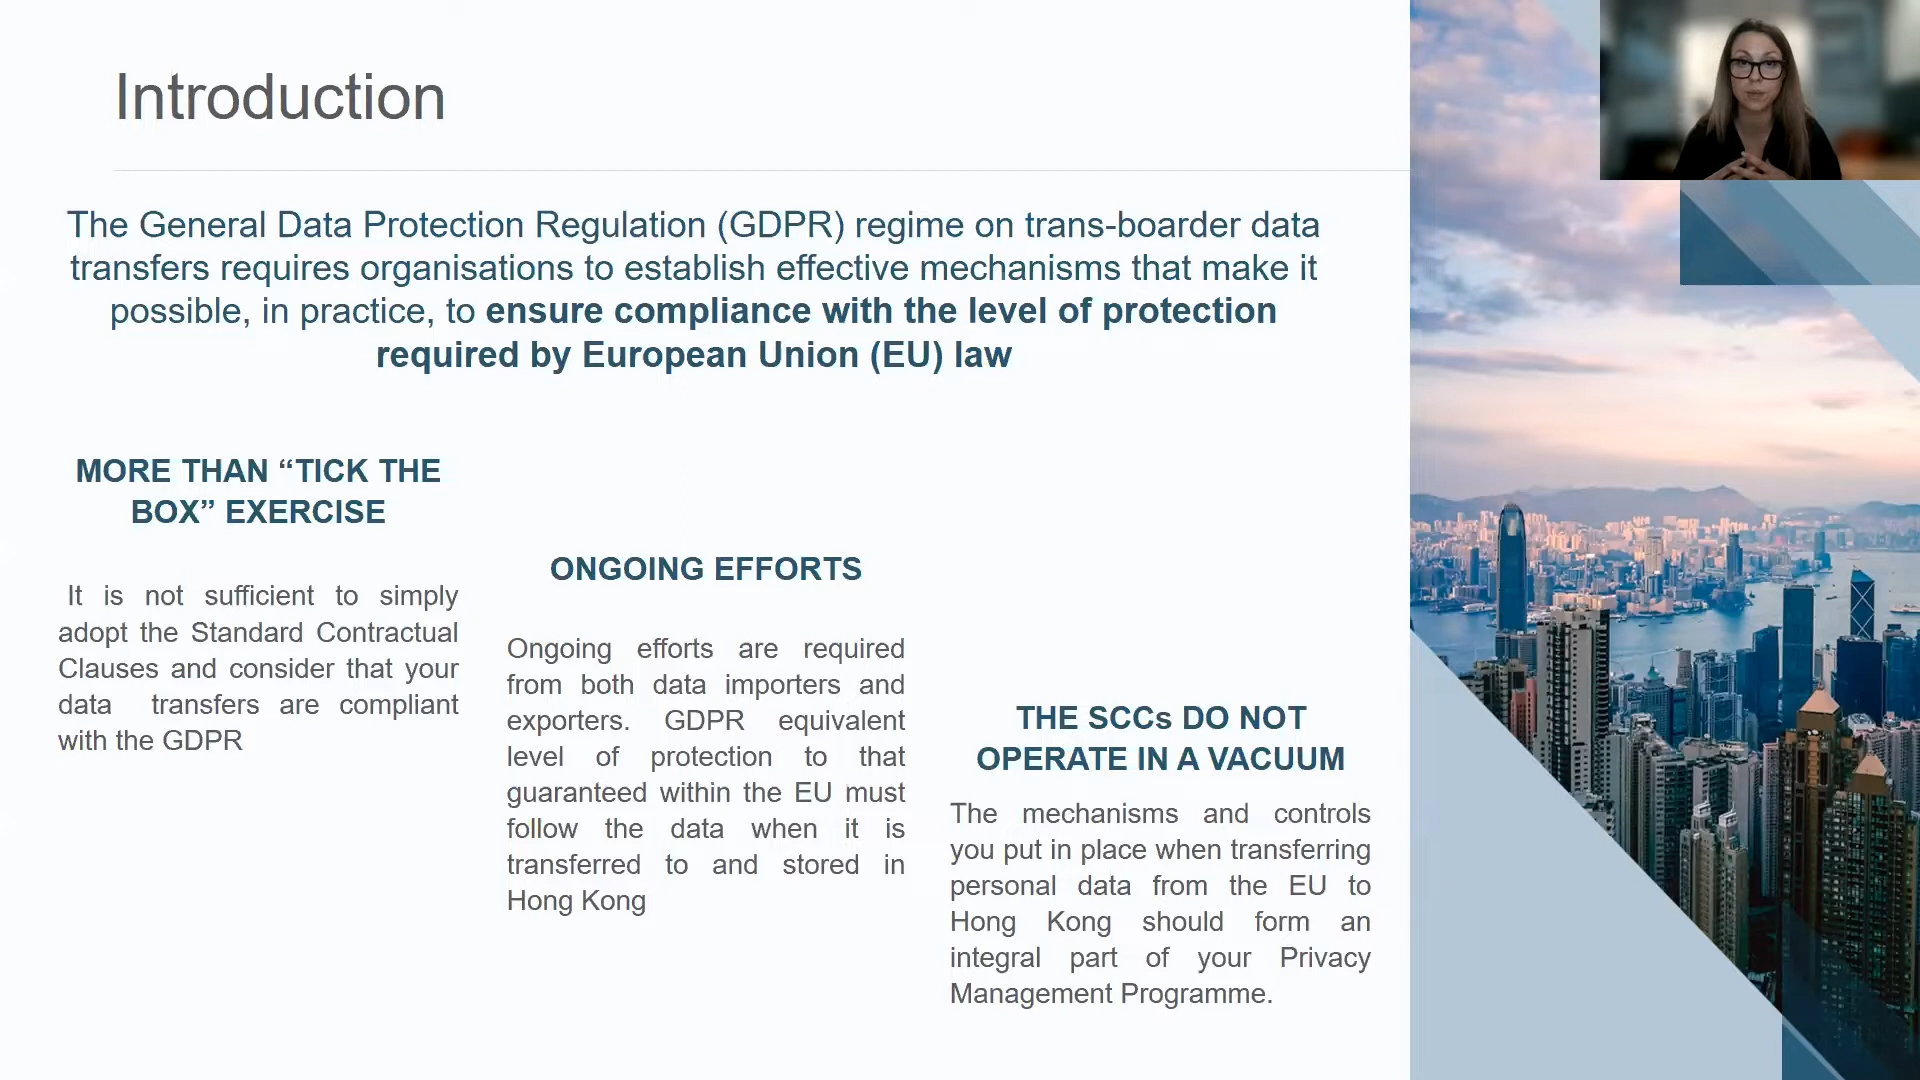 Introduction
The General Data Protection Regulation (GDPR) regime on trans-boarder data
transfers requires organisations to establish effective mechanisms that make it
possible, in practice, to ensure compliance with the level of protection
required by European Union (EU) law
MORE THAN “TICK THE
BOX” EXERCISE
It is not sufficient to simply
adopt the Standard Contractual
Clauses and consider that your
data transfers are compliant
with the GDPR
ONGOING EFFORTS
Ongoing efforts are required
from both data importers and
exporters. GDPR equivalent
level of protection to that
guaranteed within the EU must
follow the data when it is
transferred to and stored in
Hong Kong
THE SCCs DO NOT
OPERATE IN A VACUUM
The mechanisms and controls
you put in place when transferring
personal data from the EU to
Hong Kong should form an
integral part of your Privacy
Management Programme.